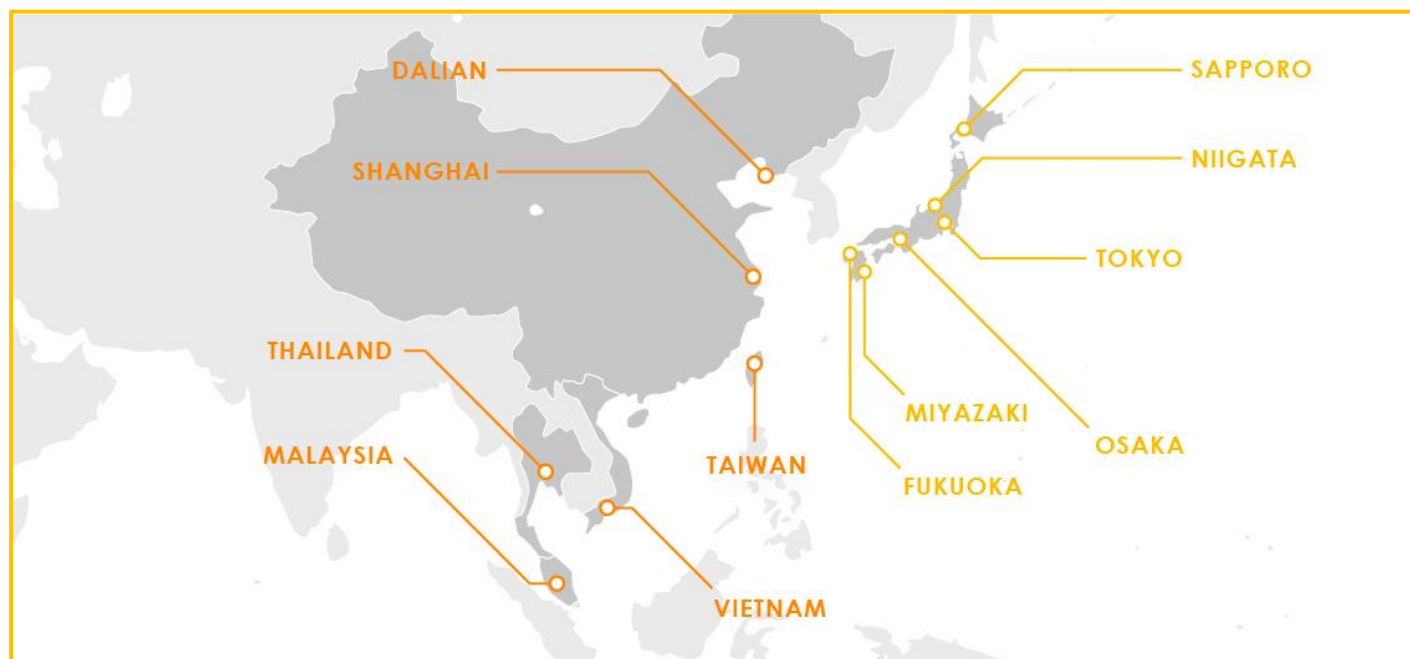 DALIAN
SAPPORO
SHANGHAI
NIIGATA
TOKYO
THAILAND
MIYAZAKI
OSAKA
MALAYSIA
TAIWAN
FUKUOKA
VIETNAM